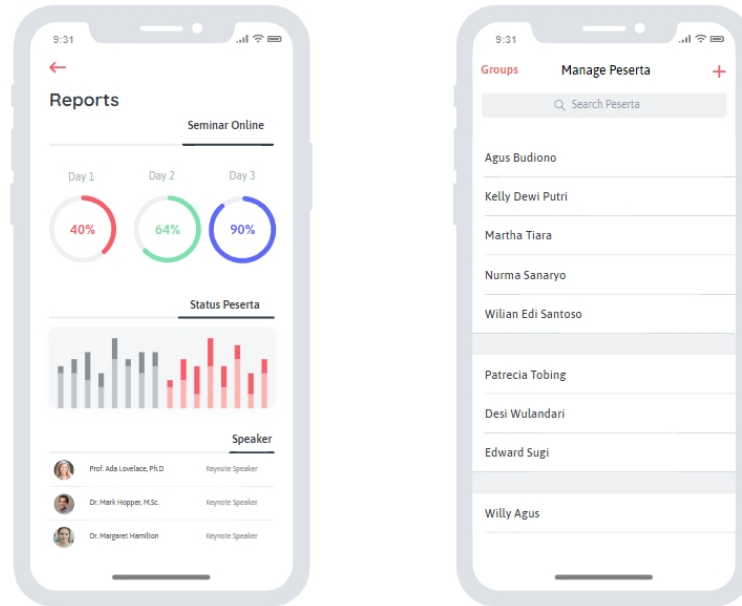 9:31
Reports
Seminar Online
Day 1 Day 2 Day 3
40% 64% 90%
Status Peserta
Speaker
Prof. Ada Lovelace, Ph.D Keynote Speaker
Dr. Mark Hopper, M.Sc. Keynote Speaker
Dr. Margaret Hamilton Keynote Speaker
9:31
Groups Manage Peserta +
Search Peserta
Agus Budiono
Kelly Dewi Putri
Martha Tiara
Nurma Sanaryo
Wilian Edi Santoso
Patrecia Tobing
Desi Wulandari
Edward Sugi
Willy Agus